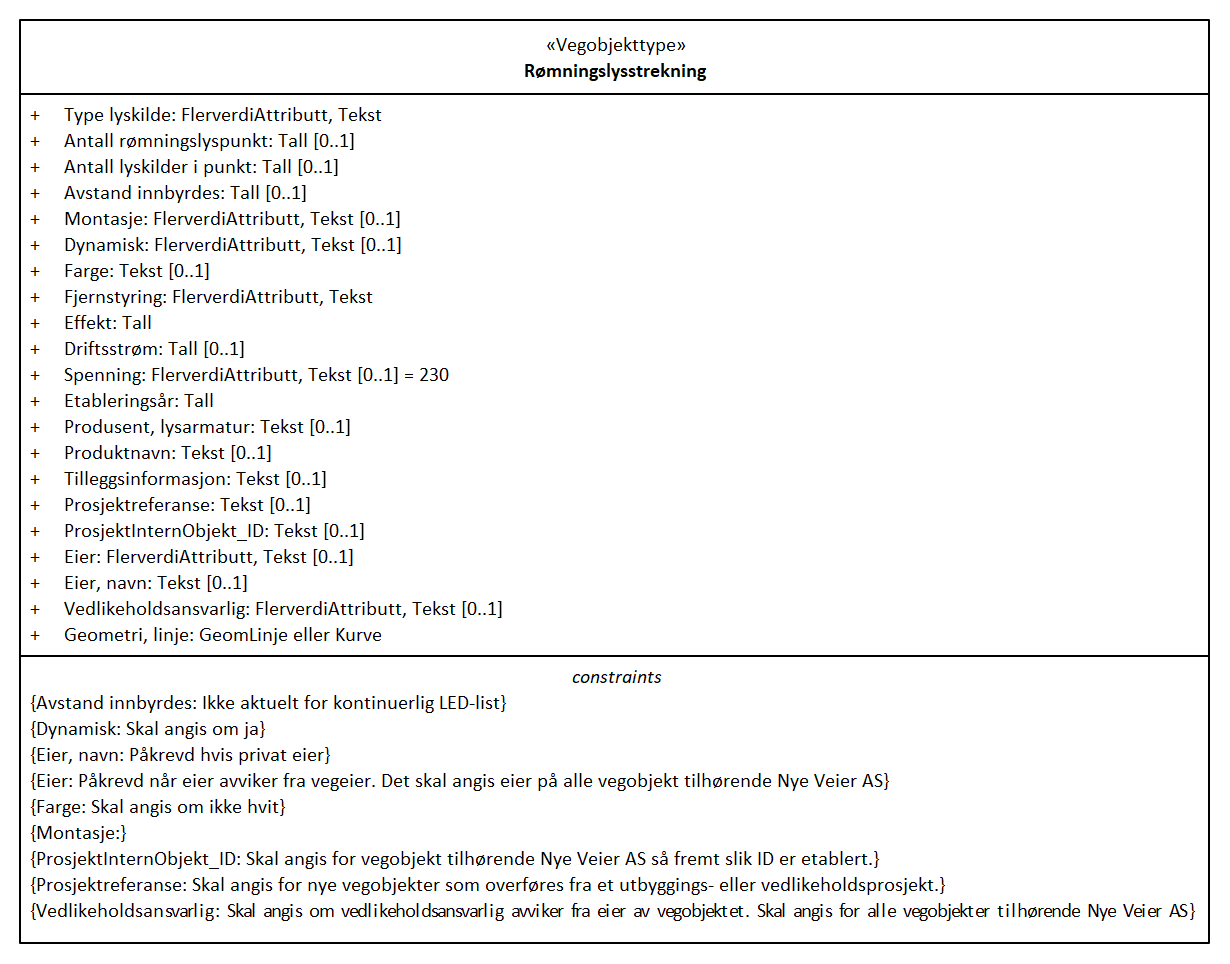 «Vegobjekttype»
Rømningslysstrekning
+ Type lyskilde: FlerverdiAttributt, Tekst
+ Antall rømningslyspunkt: Tall [0..1]
+ Antall lyskilder i punkt: Tall [0..1]
+ Avstand innbyrdes: Tall [0..1]
+ Montasje: FlerverdiAttributt, Tekst [0..1]
+ Dynamisk: FlerverdiAttributt, Tekst [0..1]
+ Farge: Tekst [0..1]
+ Fjernstyring: FlerverdiAttributt, Tekst
+ Effekt: Tall
+ Driftsstrøm: Tall [0..1]
+ Spenning: FlerverdiAttributt, Tekst [0..1] = 230
+ Etableringsår: Tall
+ Produsent, lysarmatur: Tekst [0..1]
+ Produktnavn: Tekst [0..1]
+ Tilleggsinformasjon: Tekst [0..1]
+ Prosjektreferanse: Tekst [0..1]
+ ProsjektInternObjekt_ID: Tekst [0..1]
+ Eier: FlerverdiAttributt, Tekst [0..1]
+ Eier, navn: Tekst [0..1]
+ Vedlikeholdsansvarlig: FlerverdiAttributt, Tekst [0..1]
+ Geometri, linje: GeomLinje eller Kurve
constraints
{Avstand innbyrdes: Ikke aktuelt for kontinuerlig LED-list}
{Dynamisk: Skal angis om ja}
{Eier, navn: Påkrevd hvis privat eier}
{Eier: Påkrevd når eier avviker fra vegeier. Det skal angis eier på alle vegobjekt tilhørende Nye Veier AS}
{Farge: Skal angis om ikke hvit}
{Montasje:}
{ProsjektInternObjekt_ID: Skal angis for vegobjekt tilhørende Nye Veier AS så fremt slik ID er etablert.}
{Prosjektreferanse: Skal angis for nye vegobjekter som overføres fra et utbyggings- eller vedlikeholdsprosjekt.}
{Vedlikeholdsansvarlig: Skal angis om vedlikeholdsansvarlig avviker fra eier av vegobjektet. Skal angis for alle vegobjekter tilhørende Nye Veier AS}